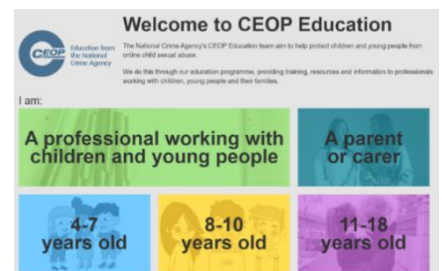 Welcome to CEOP Education
CEOP
Education from
the National
Crime Agency
The National Crime Agency's CEOP Education team aim to help protect children and young people from
online child sexual abuse.
We do this through our education programme, providing training, resources and information to professionals
working with children, young people and their families.
I am:
A professional working with
children and young people
A parent
or carer
4-7
years old
8-10
years old
11-18
years old